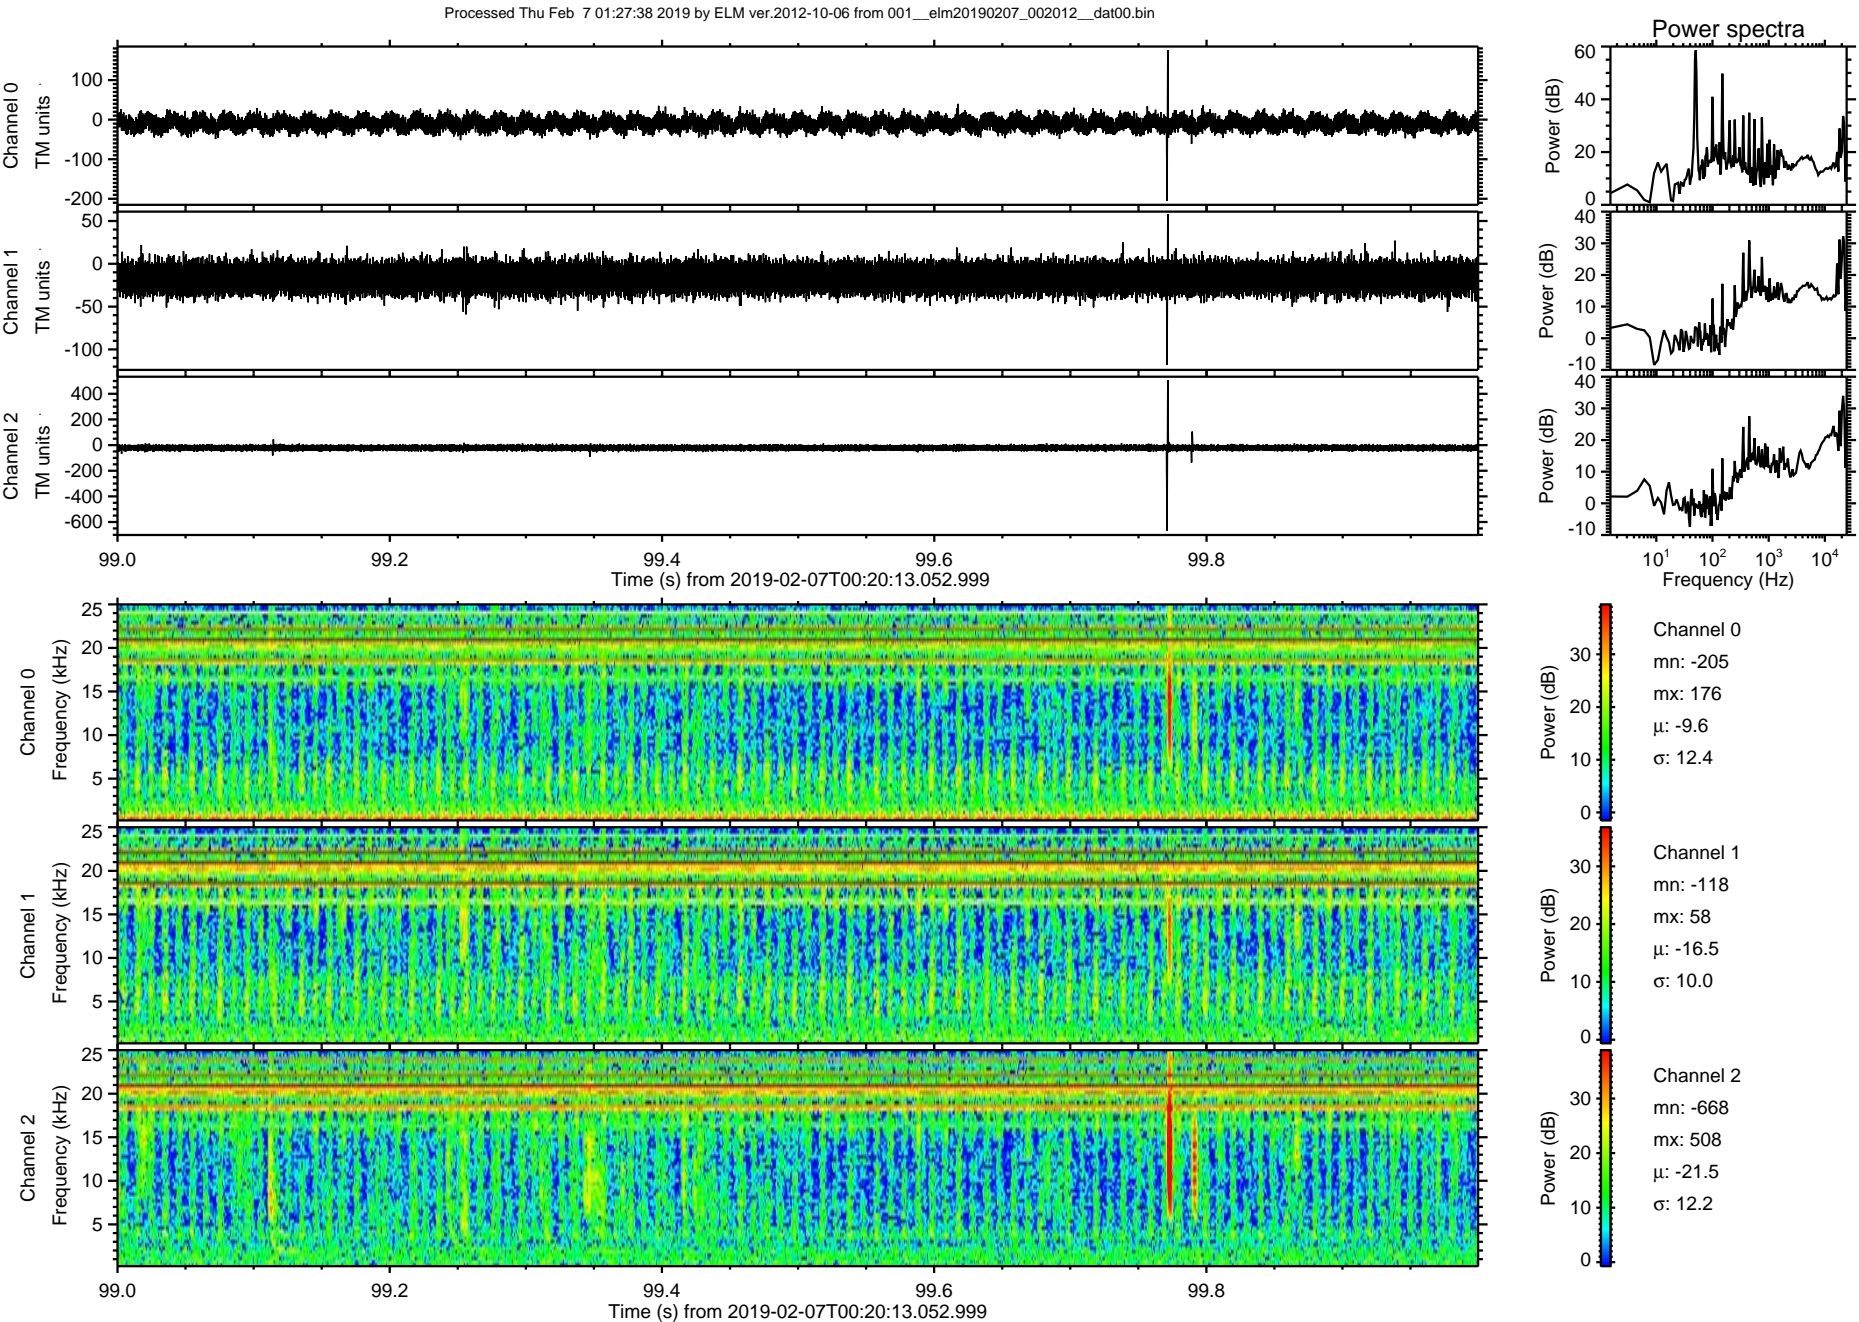 Processed Thu Feb  7 01:27:38 2019 by ELM ver.2012-10-06 from 001__elm20190207_002012__dat00.bin
Power spectra
Channel 0
TM units
100
0
-100
-200
Power (dB)
60
40
20
0
Channel 1
TM units
50
0
-50
-100
Power (dB)
40
30
20
10
0
-10
Channel 2
TM units
400
200
0
-200
-400
-600
Power (dB)
40
30
20
10
0
-10
99.0
99.2
99.4
99.6
99.8
Time (s) from 2019-02-07T00:20:13.052.999
10^1
10^2
10^3
10^4
Frequency (Hz)
Channel 0
Frequency (kHz)
25
20
15
10
5
Power (dB)
30
20
10
0
Channel 0
mn: -205
mx: 176
μ: -9.6
σ: 12.4
Channel 1
Frequency (kHz)
25
20
15
10
5
Power (dB)
30
20
10
0
Channel 1
mn: -118
mx: 58
μ: -16.5
σ: 10.0
Channel 2
Frequency (kHz)
25
20
15
10
5
Power (dB)
30
20
10
0
Channel 2
mn: -668
mx: 508
μ: -21.5
σ: 12.2
99.0
99.2
99.4
99.6
99.8
Time (s) from 2019-02-07T00:20:13.052.999